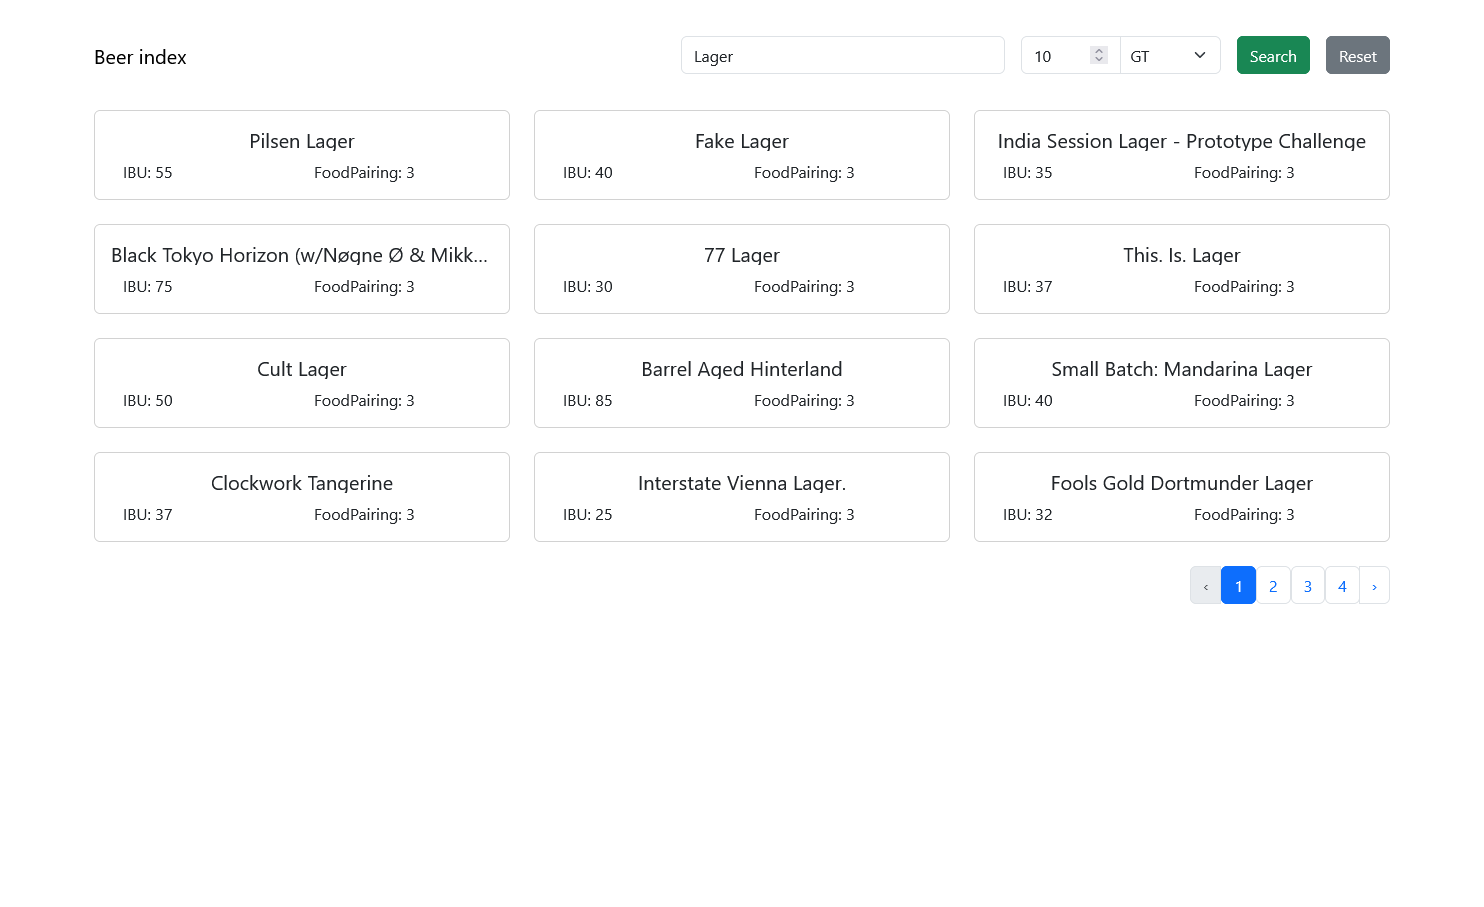 Beer index
Lager
10
GT
Search
Reset
Pilsen Lager
IBU: 55
FoodPairing: 3
Fake Lager
IBU: 40
FoodPairing: 3
India Session Lager - Prototype Challenge
IBU: 35
FoodPairing: 3
Black Tokyo Horizon (w/Nøgne Ø & Mikk...
IBU: 75
FoodPairing: 3
77 Lager
IBU: 30
FoodPairing: 3
This. Is. Lager
IBU: 37
FoodPairing: 3
Cult Lager
IBU: 50
FoodPairing: 3
Barrel Aged Hinterland
IBU: 85
FoodPairing: 3
Small Batch: Mandarina Lager
IBU: 40
FoodPairing: 3
Clockwork Tangerine
IBU: 37
FoodPairing: 3
Interstate Vienna Lager.
IBU: 25
FoodPairing: 3
Fools Gold Dortmunder Lager
IBU: 32
FoodPairing: 3
‹ 1 2 3 4 ›